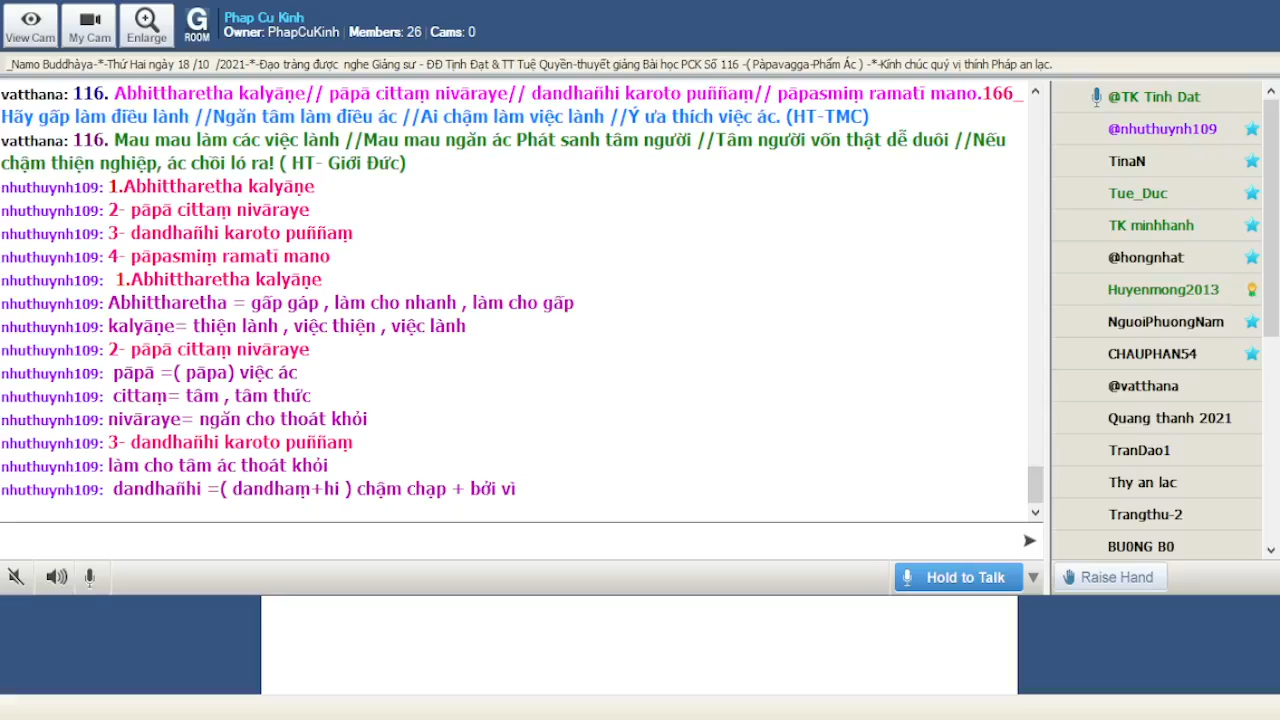 View Cam
My Cam
Enlarge
G
ROOM
Phap Cu Kinh
Owner: PhapCuKinh | Members: 26 | Cams: 0
_Namo Buddhàya-*-Thứ Hai ngày 18 /10 /2021-*-Đạo tràng được nghe Giảng sư - ĐĐ Tịnh Đạt & TT Tuệ Quyền-thuyết giảng Bài học PCK Số 116 -( Pàpavagga-Phẩm Ác ) -*-Kính chúc quý vị thính Pháp an lạc.
vatthana: 116. Abhittharetha kalyāṇe// pāpā cittaṃ nivāraye// dandhañhi karoto puññaṃ// pāpasmiṃ ramatī mano.166_
Hãy gấp làm điều lành //Ngăn tâm làm điều ác //Ai chậm làm việc lành //Ý ưa thích việc ác. (HT-TMC)
vatthana: 116. Mau mau làm các việc lành //Mau mau ngăn ác Phát sanh tâm người //Tâm người vốn thật dễ duôi //Nếu
chậm thiện nghiệp, ác chồi ló ra! ( HT- Giới Đức)
nhuthuynh109: 1.Abhittharetha kalyāṇe
nhuthuynh109: 2- pāpā cittaṃ nivāraye
nhuthuynh109: 3- dandhañhi karoto puññaṃ
nhuthuynh109: 4- pāpasmiṃ ramatī mano
nhuthuynh109: 1.Abhittharetha kalyāṇe
nhuthuynh109: Abhittharetha = gấp gáp , làm cho nhanh , làm cho gấp
nhuthuynh109: kalyāṇe= thiện lành , việc thiện , việc lành
nhuthuynh109: 2- pāpā cittaṃ nivāraye
nhuthuynh109: pāpā =( pāpa) việc ác
nhuthuynh109: cittaṃ= tâm , tâm thức
nhuthuynh109: nivāraye= ngăn cho thoát khỏi
nhuthuynh109: 3- dandhañhi karoto puññaṃ
nhuthuynh109: làm cho tâm ác thoát khỏi
nhuthuynh109: dandhañhi =( dandhaṃ+hi ) chậm chạp + bởi vì
@TK Tinh Dat
@nhuthuynh109
TinaN
Tue_Duc
TK minhhanh
@hongnhat
Huyenmong2013
NguoiPhuongNam
CHAUPHAN54
@vatthana
Quang thanh 2021
TranDao1
Thy an lac
Trangthu-2
BU0NG B0
Hold to Talk
Raise Hand